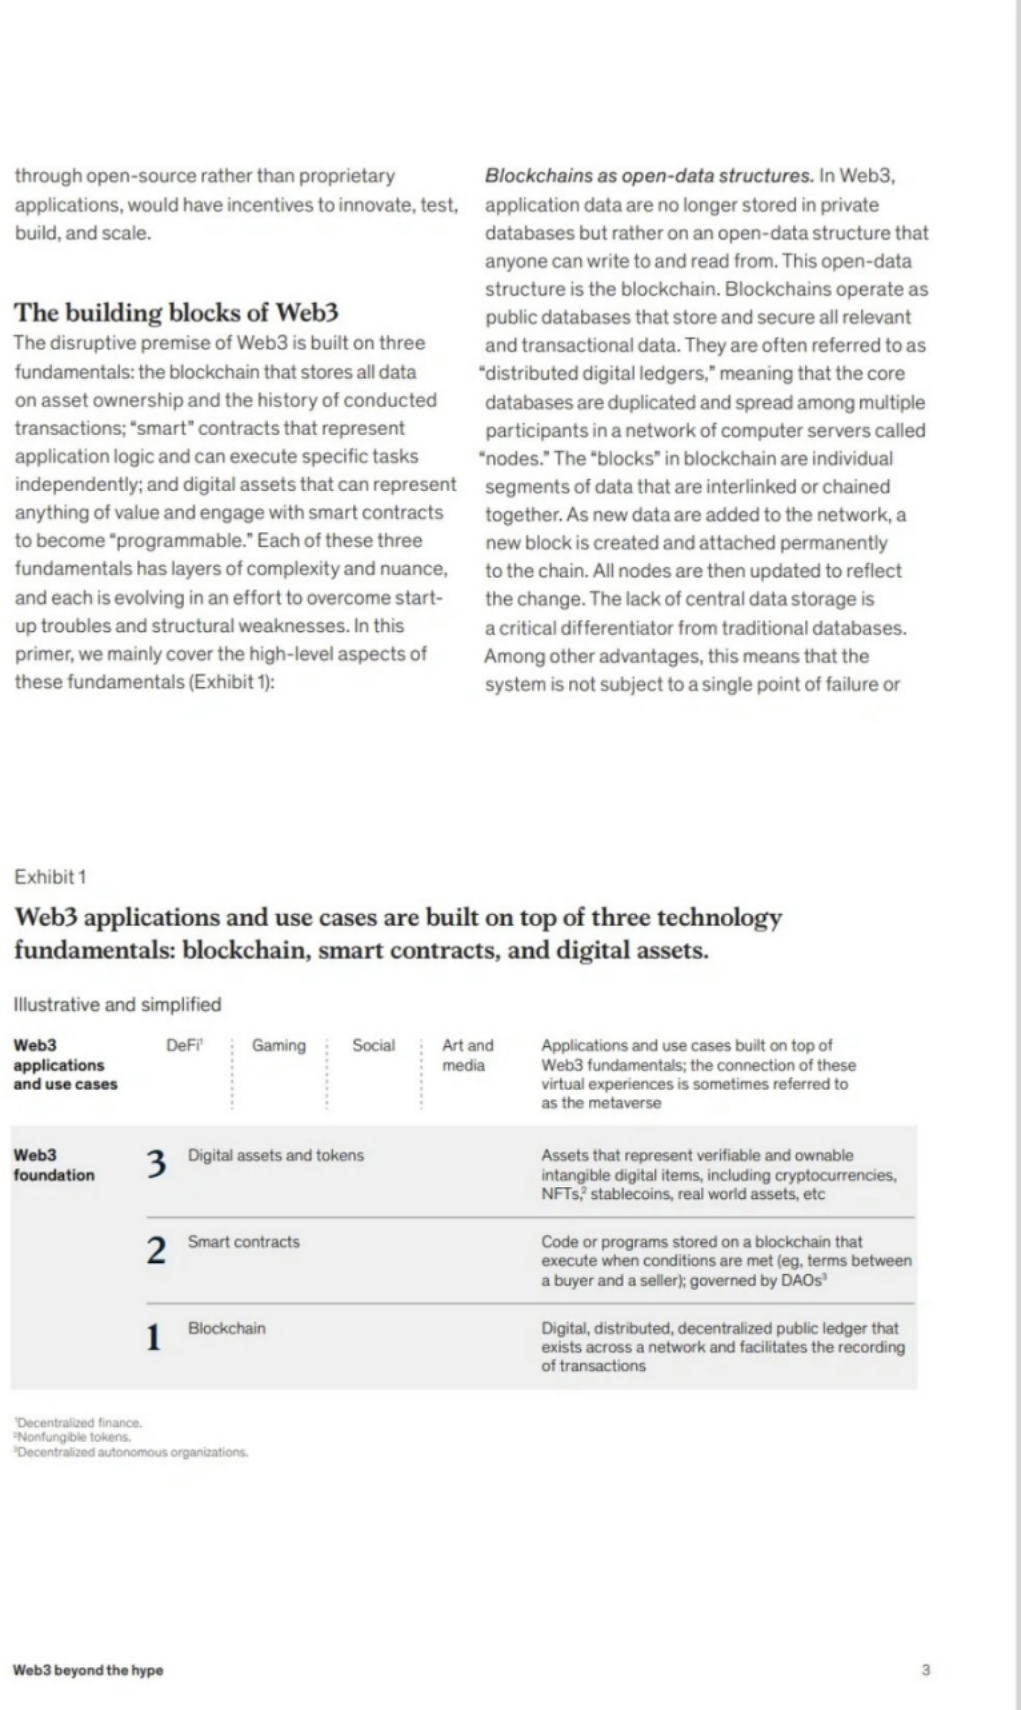 through open-source rather than proprietary
applications, would have incentives to innovate, test,
build, and scale.
The building blocks of Web3
The disruptive premise of Web3 is built on three
fundamentals: the blockchain that stores all data
on asset ownership and the history of conducted
transactions; “smart” contracts that represent
application logic and can execute specific tasks
independently; and digital assets that can represent
anything of value and engage with smart contracts
to become “programmable.” Each of these three
fundamentals has layers of complexity and nuance,
and each is evolving in an effort to overcome start-
up troubles and structural weaknesses. In this
primer, we mainly cover the high-level aspects of
these fundamentals (Exhibit 1):
Blockchains as open-data structures. In Web3,
application data are no longer stored in private
databases but rather on an open-data structure that
anyone can write to and read from. This open-data
structure is the blockchain. Blockchains operate as
public databases that store and secure all relevant
and transactional data. They are often referred to as
“distributed digital ledgers,” meaning that the core
databases are duplicated and spread among multiple
participants in a network of computer servers called
“nodes.” The “blocks” in blockchain are individual
segments of data that are interlinked or chained
together. As new data are added to the network, a
new block is created and attached permanently
to the chain. All nodes are then updated to reflect
the change. The lack of central data storage is
a critical differentiator from traditional databases.
Among other advantages, this means that the
system is not subject to a single point of failure or
Exhibit 1
Web3 applications and use cases are built on top of three technology
fundamentals: blockchain, smart contracts, and digital assets.
Illustrative and simplified
Web3
applications
and use cases
DeFi¹
Gaming
Social
Art and
media
Applications and use cases built on top of
Web3 fundamentals; the connection of these
virtual experiences is sometimes referred to
as the metaverse
Web3
foundation
3 Digital assets and tokens
Assets that represent verifiable and ownable
intangible digital items, including cryptocurrencies,
NFTs,² stablecoins, real world assets, etc
2 Smart contracts
Code or programs stored on a blockchain that
execute when conditions are met (eg, terms between
a buyer and a seller); governed by DAOs³
1 Blockchain
Digital, distributed, decentralized public ledger that
exists across a network and facilitates the recording
of transactions
¹Decentralized finance.
²Nonfungible tokens.
³Decentralized autonomous organizations.
Web3 beyond the hype
3